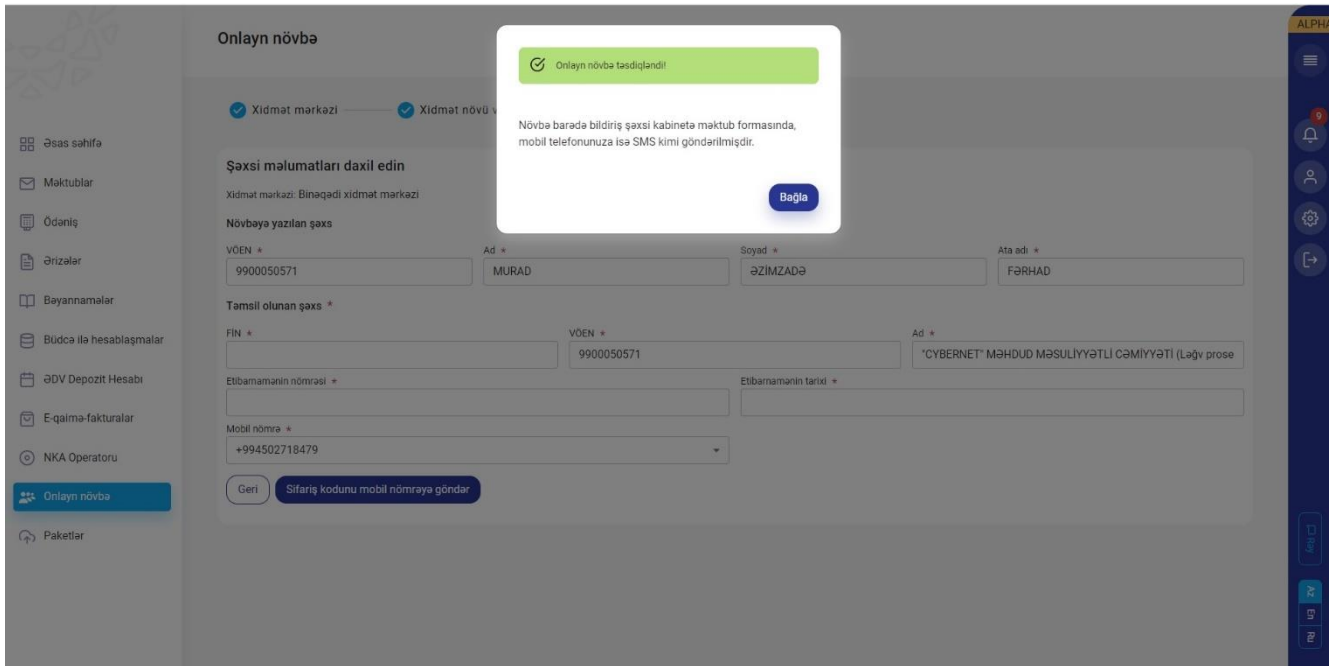 Onlayn növbə
ALPHA
Onlayn növbə təsdiqləndi!
Növbə barədə bildiriş şəxsi kabinetə məktub formasında,
mobil telefonunuza isə SMS kimi göndərilmişdir.
Bağla
Xidmət mərkəzi
Xidmət növü v
Əsas səhifə
Məktublar
Ödəniş
Ərizələr
Bəyannamələr
Büdcə ilə hesablaşmalar
ƏDV Depozit Hesabı
E-qaimə-fakturalar
NKA Operatoru
Onlayn növbə
Paketlər
Şəxsi məlumatları daxil edin
Xidmət mərkəzi: Binəqədi xidmət mərkəzi
Növbəyə yazılan şəxs
VÖEN *
Ad *
Soyad *
Ata adı *
9900050571
MURAD
ƏZİMZADƏ
FƏRHAD
Təmsil olunan şəxs *
FİN *
VÖEN *
Ad *
9900050571
"CYBERNET" MƏHDUD MƏSULİYYƏTLİ CƏMİYYƏTİ (Ləğv prose
Etibarnamənin nömrəsi *
Etibarnamənin tarixi *
Mobil nömrə *
+994502718479
Geri
Sifariş kodunu mobil nömrəyə göndər
9
Rəy
Az
En
Ru